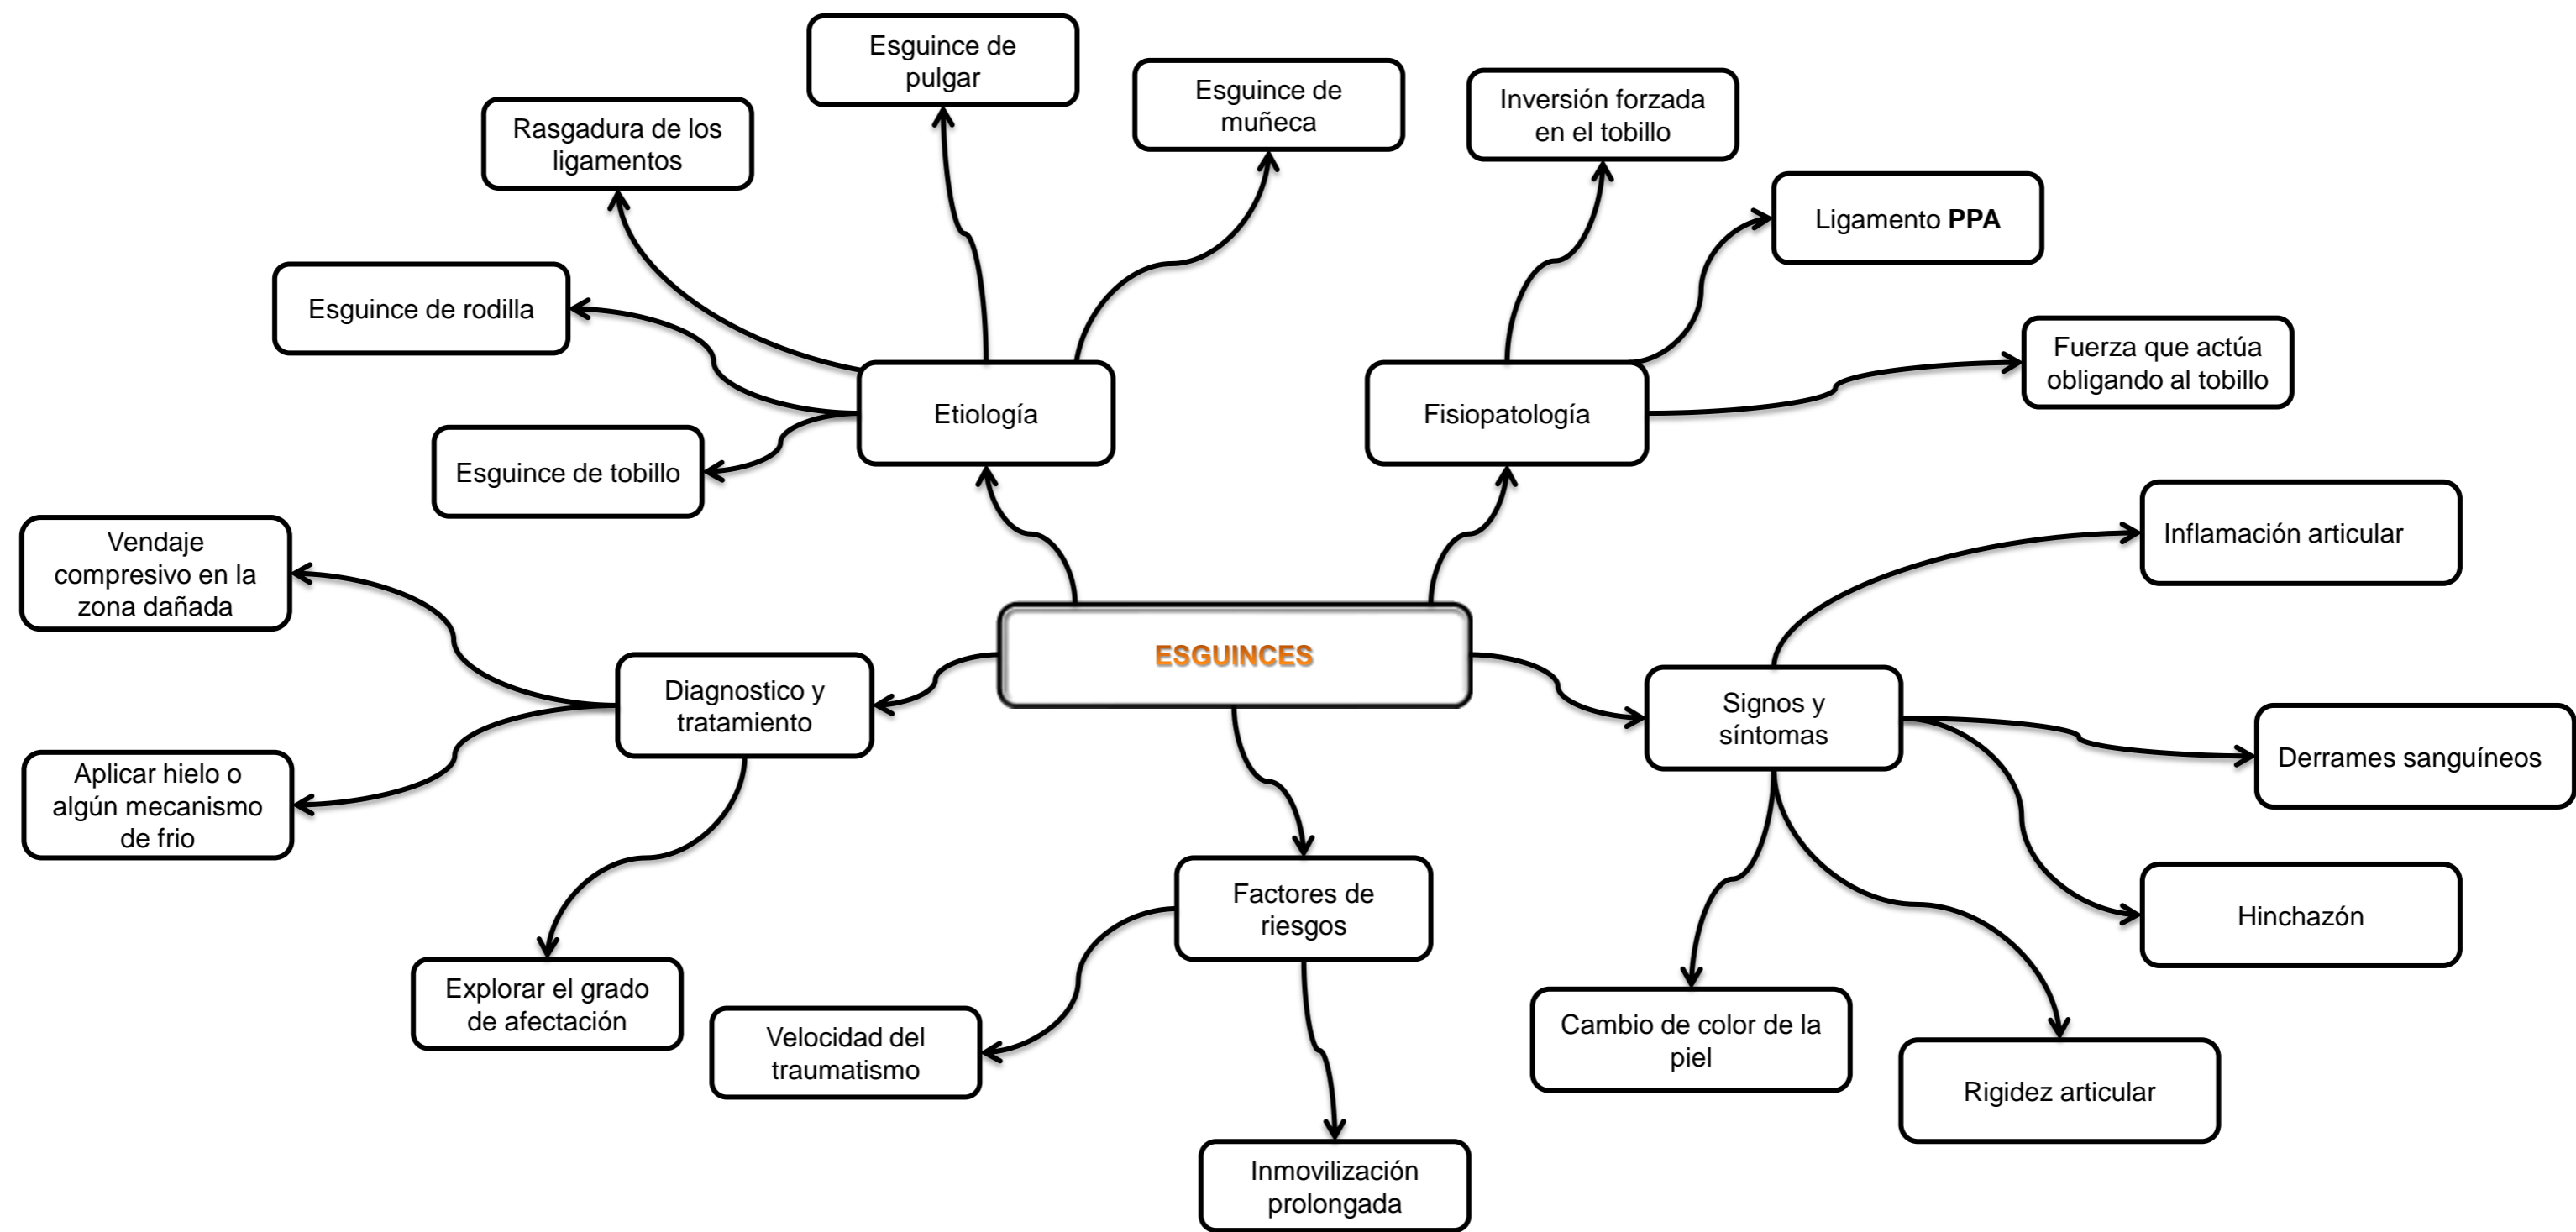 Esguince de
pulgar
Esguince de
muñeca
Inversión forzada
en el tobillo
Rasgadura de los
ligamentos
Ligamento PPA
Esguince de rodilla
Fuerza que actúa
obligando al tobillo
Etiología
Fisiopatología
Esguince de tobillo
Inflamación articular
Vendaje
compresivo en la
zona dañada
ESGUINCES
Diagnostico y
tratamiento
Signos y
síntomas
Derrames sanguíneos
Aplicar hielo o
algún mecanismo
de frio
Factores de
riesgos
Hinchazón
Explorar el grado
de afectación
Velocidad del
traumatismo
Cambio de color de la
piel
Rigidez articular
Inmovilización
prolongada